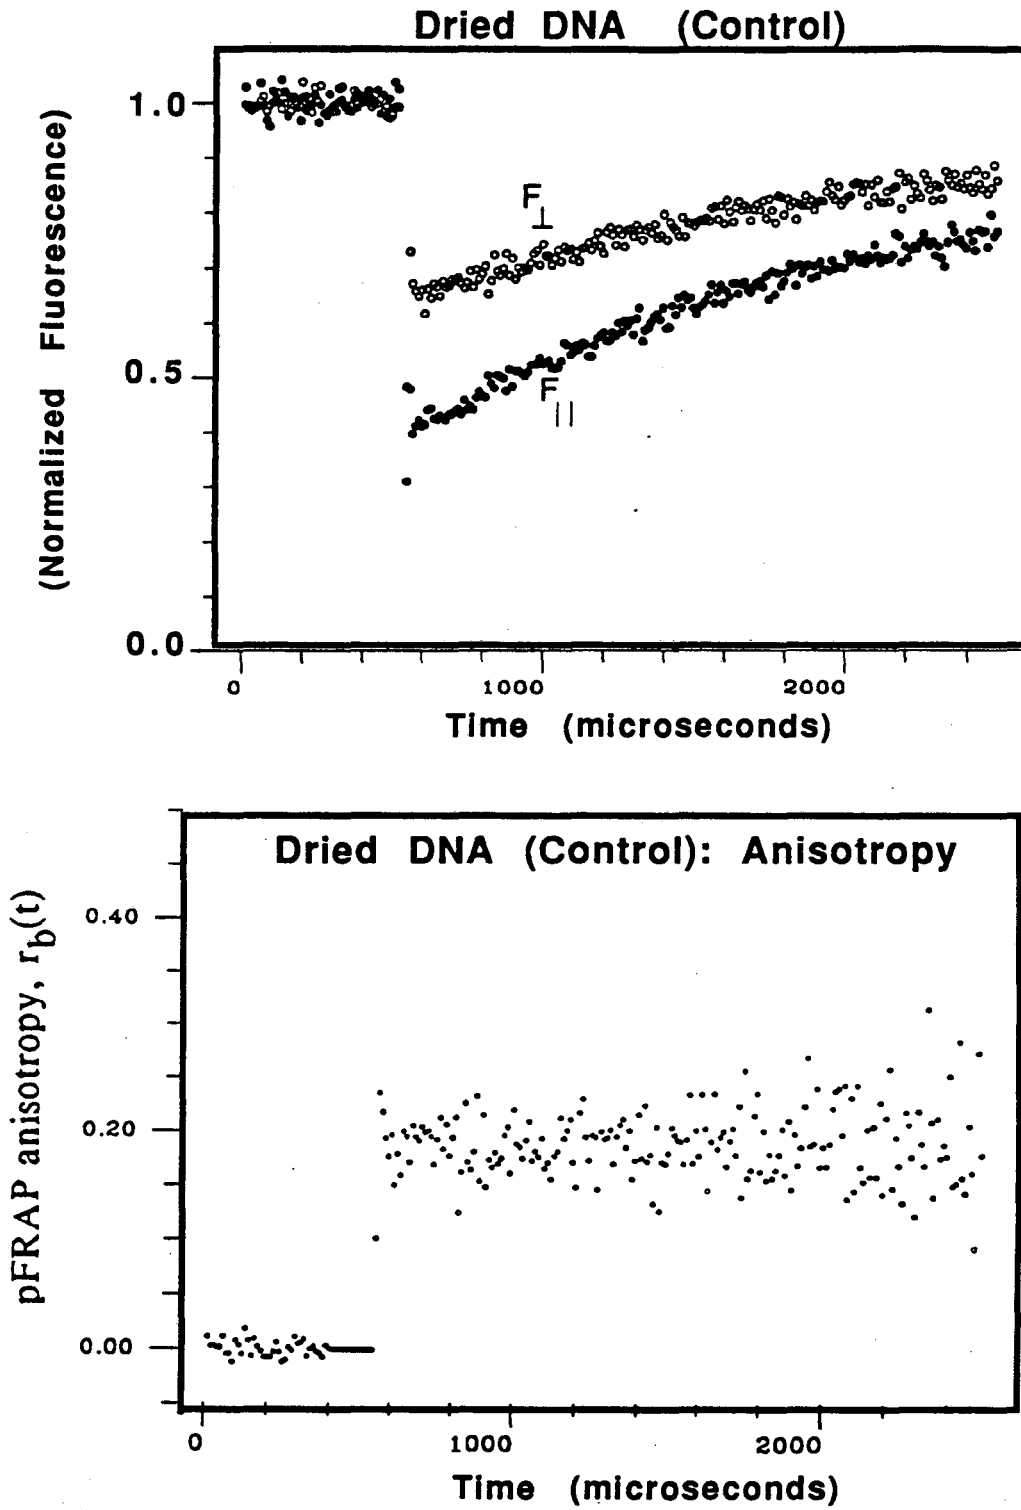 Dried DNA (Control)
(Normalized Fluorescence)
1.0
0.5
0.0
F⊥
F||
0 1000 2000
Time (microseconds)
Dried DNA (Control): Anisotropy
pFRAP anisotropy, rb(t)
0.40
0.20
0.00
0 1000 2000
Time (microseconds)